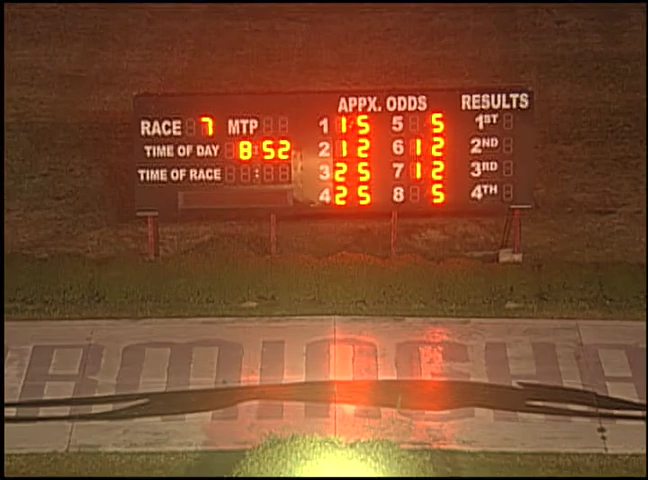 APPX. ODDS RESULTS
RACE 7 MTP 1 15 5 5 1ST
TIME OF DAY 8:52 2 12 6 12 2ND
TIME OF RACE : 3 25 7 12 3RD
4 25 8 5 4TH
RMINGHA